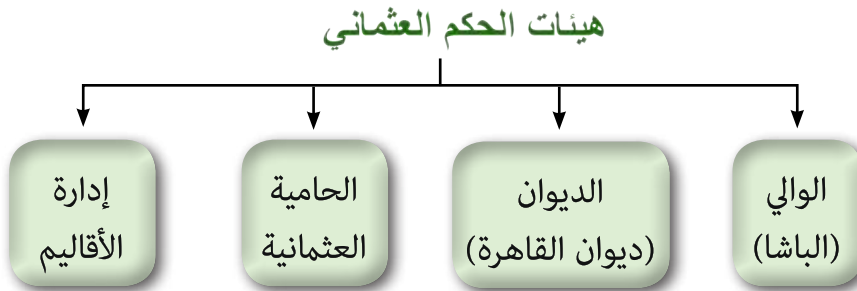 هيئات الحكم العثماني
الوالي
(الباشا)
الديوان
(ديوان القاهرة)
الحامية
العثمانية
إدارة
الأقاليم